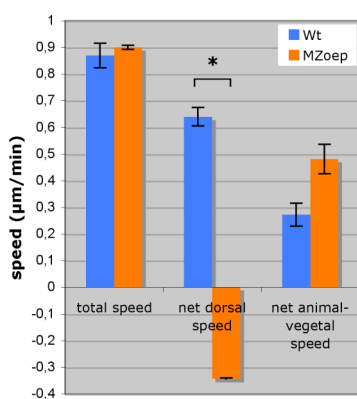 1
0,9
0,8
0,7
0,6
0,5
0,4
0,3
0,2
0,1
0
-0,1
-0,2
-0,3
-0,4
speed (µm/min)
Wt
MZoep
*
total speed
net dorsal
speed
net animal-
vegetal
speed